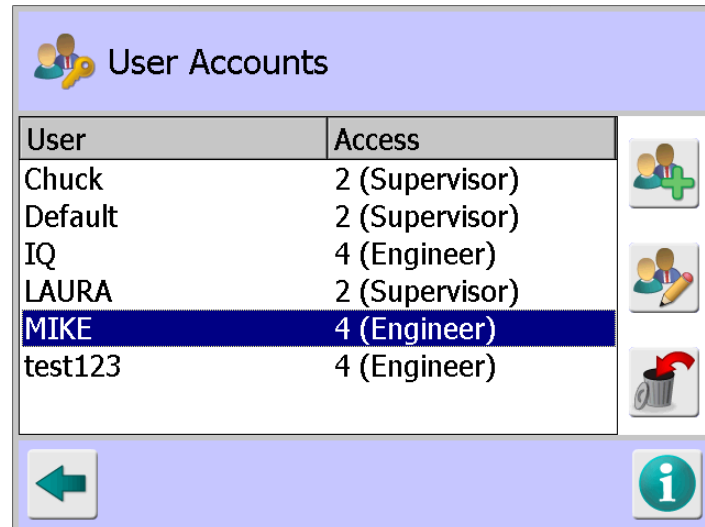 User Accounts
User Access
Chuck 2 (Supervisor)
Default 2 (Supervisor)
IQ 4 (Engineer)
LAURA 2 (Supervisor)
MIKE 4 (Engineer)
test123 4 (Engineer)